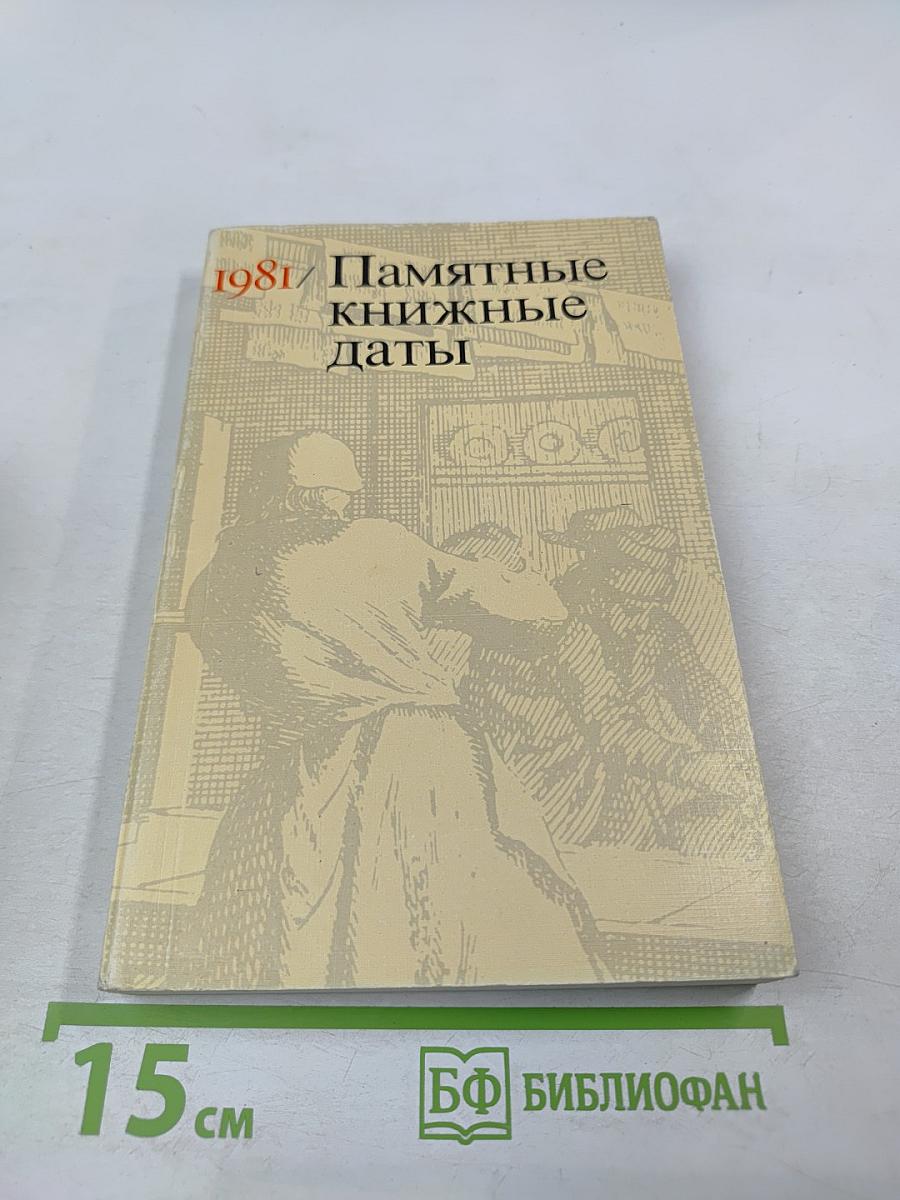 1981/ Памятные
книжные
даты
15 см
БФ БИБЛИОФАН